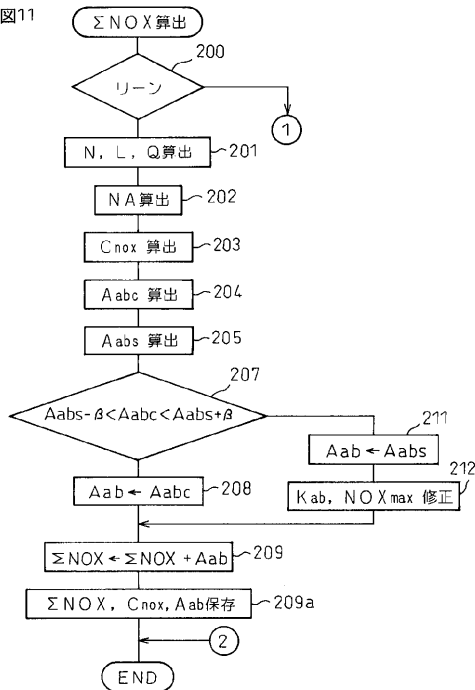 図11
ΣNOX算出
200
リーン
1
N, L, Q算出
201
NA算出
202
Cnox 算出
203
Aabc 算出
204
Aabs 算出
205
207
Aabs-β<Aabc<Aabs+β
211
Aab←Aabs
212
Kab, NOXmax 修正
Aab← Aabc
208
ΣNOX←ΣNOX+Aab
209
ΣNOX, Cnox,Aab保存
209a
2
END